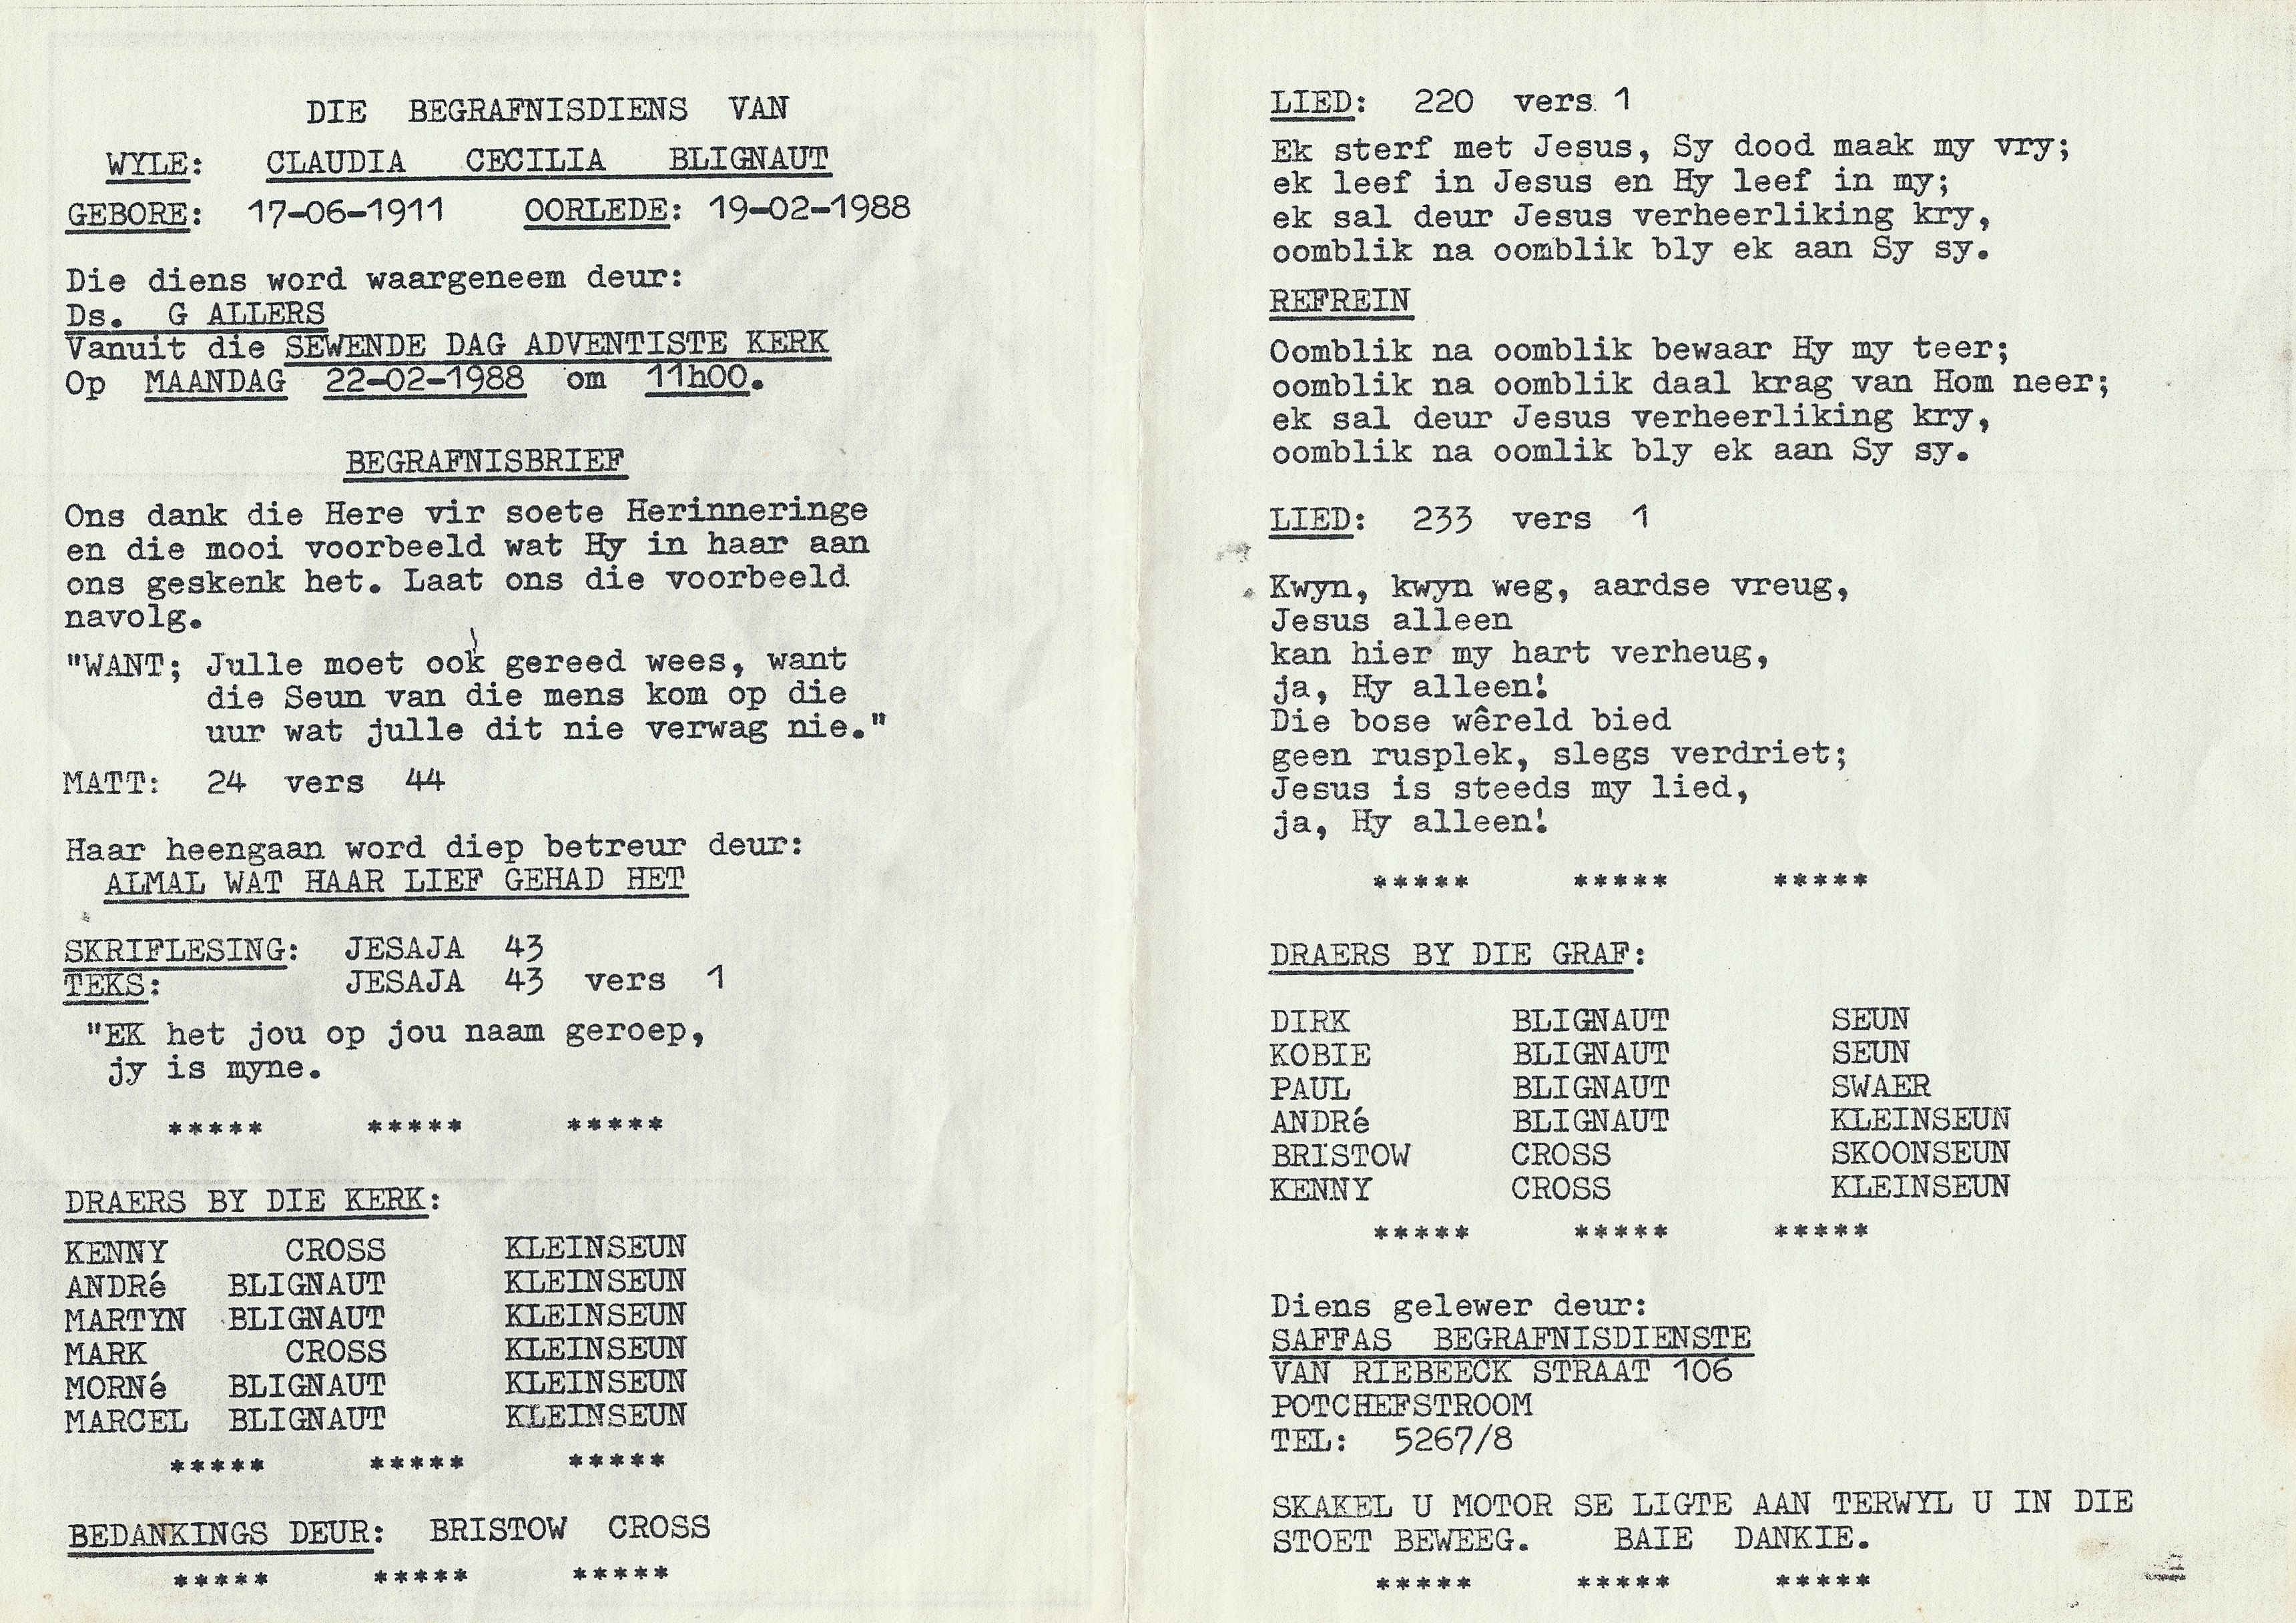 DIE BEGRAFNISDIENS VAN
WYLE: CLAUDIA CECILIA BLIGNAUT
GEBORE: 17-06-1911 OORLEDE: 19-02-1988
Die diens word waargeneem deur:
Ds. G ALLERS
Vanuit die SEWENDE DAG ADVENTISTE KERK
Op MAANDAG 22-02-1988 om 11h00.
BEGRAFNISBRIEF
Ons dank die Here vir soete Herinneringe
en die mooi voorbeeld wat Hy in haar aan
ons geskenk het. Laat ons die voorbeeld
navolg.
"WANT; Julle moet ook gereed wees, want
die Seun van die mens kom op die
uur wat julle dit nie verwag nie."
MATT: 24 vers 44
Haar heengaan word diep betreur deur:
ALMAL WAT HAAR LIEF GEHAD HET
SKRIFLESING: JESAJA 43
TEKS: JESAJA 43 vers 1
"EK het jou op jou naam geroep,
jy is myne.
***** ***** *****
DRAERS BY DIE KERK:
KENNY CROSS KLEINSEUN
ANDRé BLIGNAUT KLEINSEUN
MARTYN BLIGNAUT KLEINSEUN
MARK CROSS KLEINSEUN
MORNé BLIGNAUT KLEINSEUN
MARCEL BLIGNAUT KLEINSEUN
***** ***** *****
BEDANKINGS DEUR: BRISTOW CROSS
***** ***** *****
LIED: 220 vers 1
Ek sterf met Jesus, Sy dood maak my vry;
ek leef in Jesus en Hy leef in my;
ek sal deur Jesus verheerliking kry,
oomblik na oomblik bly ek aan Sy sy.
REFREIN
Oomblik na oomblik bewaar Hy my teer;
oomblik na oomblik daal krag van Hom neer;
ek sal deur Jesus verheerliking kry,
oomblik na oomlik bly ek aan Sy sy.
LIED: 233 vers 1
Kwyn, kwyn weg, aardse vreug,
Jesus alleen
kan hier my hart verheug,
ja, Hy alleen!
Die bose wêreld bied
geen rusplek, slegs verdriet;
Jesus is steeds my lied,
ja, Hy alleen!
***** ***** *****
DRAERS BY DIE GRAF:
DIRK BLIGNAUT SEUN
KOBIE BLIGNAUT SEUN
PAUL BLIGNAUT SWAER
ANDRé BLIGNAUT KLEINSEUN
BRISTOW CROSS SKOONSEUN
KENNY CROSS KLEINSEUN
***** ***** *****
Diens gelewer deur:
SAFFAS BEGRAFNISDIENSTE
VAN RIEBEECK STRAAT 106
POTCHEFSTROOM
TEL: 5267/8
SKAKEL U MOTOR SE LIGTE AAN TERWYL U IN DIE
STOET BEWEEG. BAIE DANKIE.
***** ***** *****